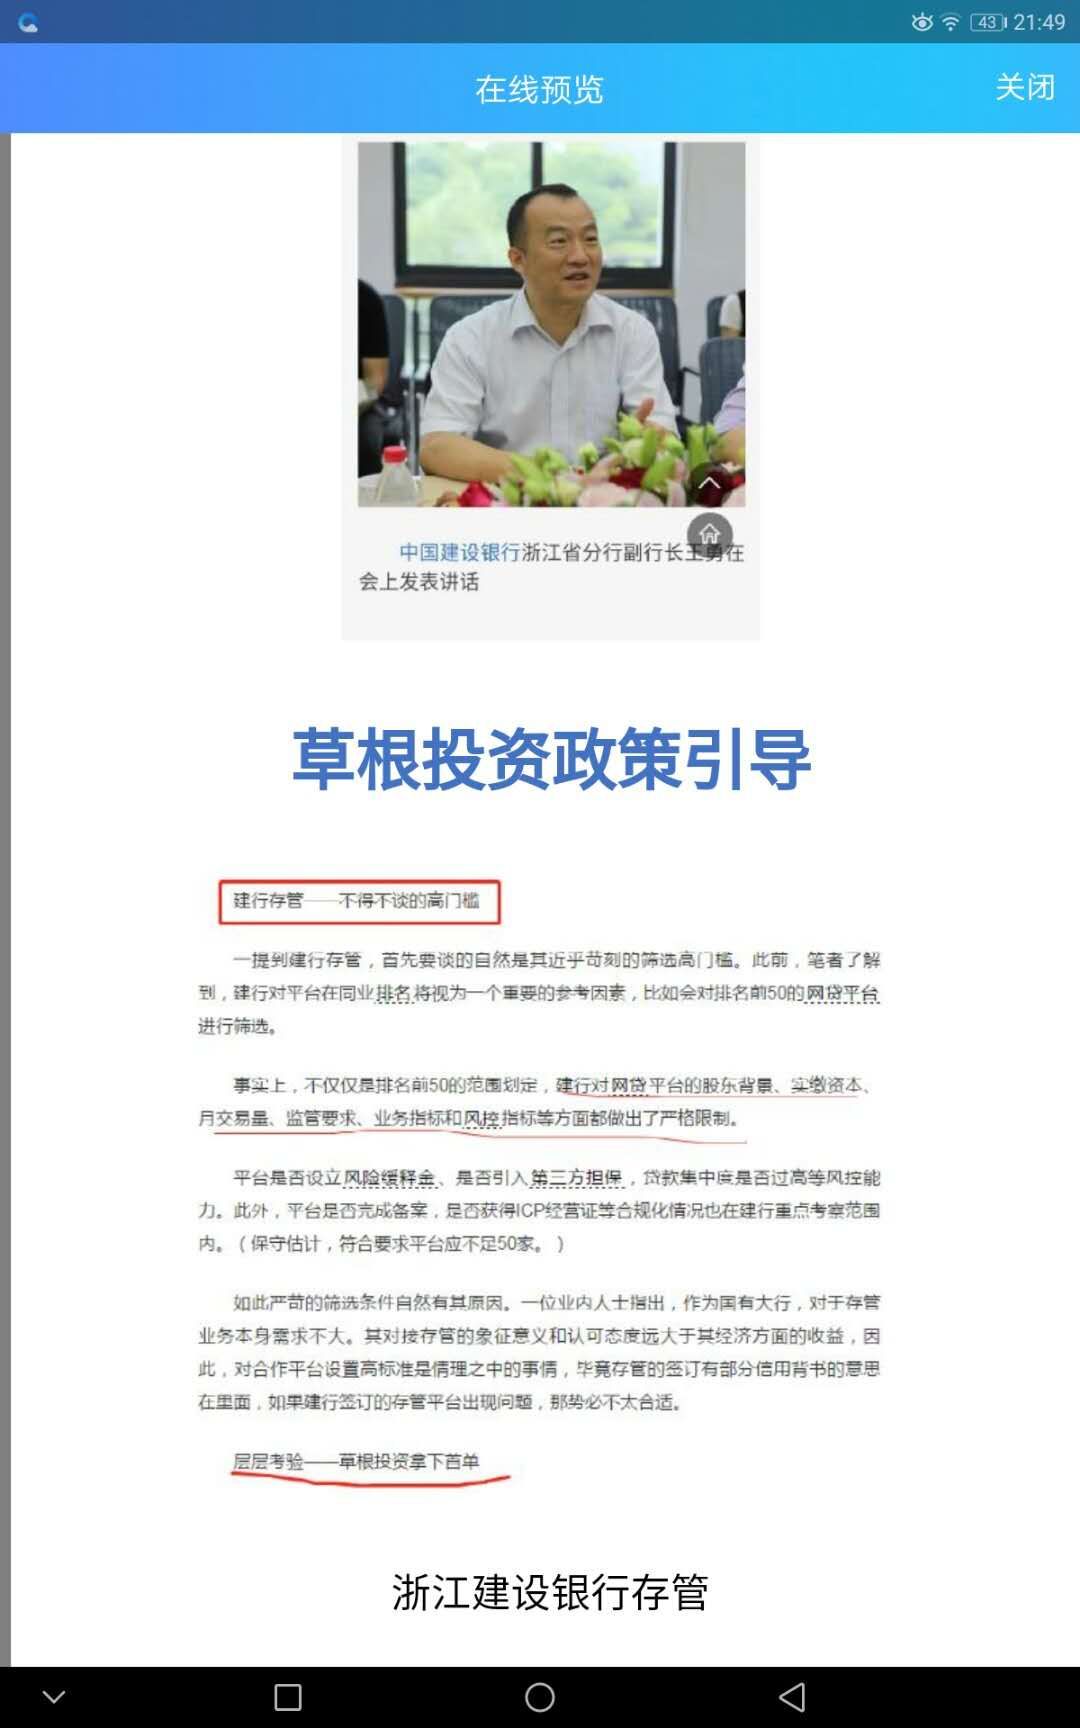 43 21:49
在线预览
关闭
中国建设银行浙江省分行副行长王勇在
会上发表讲话
草根投资政策引导
建行存管——不得不谈的高门槛
一提到建行存管，首先要谈的自然是其近乎苛刻的筛选高门槛。此前，笔者了解
到，建行对平台在同业排名将视为一个重要的参考因素，比如会对排名前50的网贷平台
进行筛选。
事实上，不仅仅是排名前50的范围划定，建行对网贷平台的股东背景、实缴资本、
月交易量、监管要求、业务指标和风控指标等方面都做出了严格限制。
平台是否设立风险缓释金、是否引入第三方担保，贷款集中度是否过高等风控能
力。此外，平台是否完成备案，是否获得ICP经营证等合规化情况也在建行重点考察范围
内。（保守估计，符合要求平台应不足50家。）
如此严苛的筛选条件自然有其原因。一位业内人士指出，作为国有大行，对于存管
业务本身需求不大。其对接存管的象征意义和认可态度远大于其经济方面的收益，因
此，对合作平台设置高标准是情理之中的事情，毕竟存管的签订有部分信用背书的意思
在里面，如果建行签订的存管平台出现问题，那势必不太合适。
层层考验——草根投资拿下首单
浙江建设银行存管